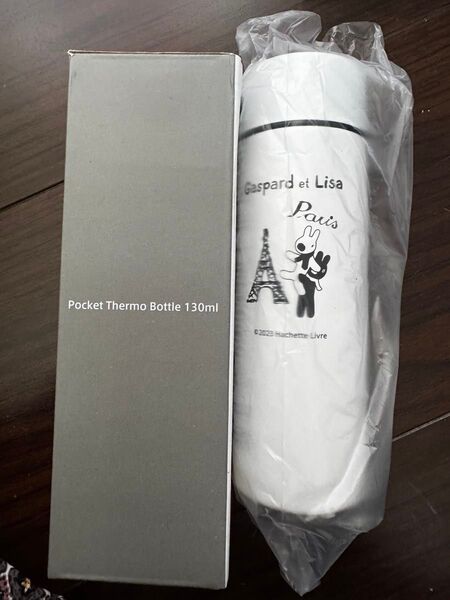 Pocket Thermo Bottle 130ml
Gaspard et Lisa
Paris
©2023 Hachette Livre